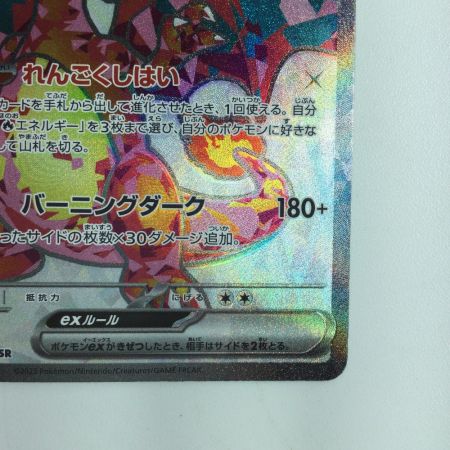 れんごくしはい
カードを手札から出して進化させたとき、1回使える。自分
エネルギー」を3枚まで選び、自分のポケモンに好きな
して山札を切る。
バーニングダーク 180+
ったサイドの枚数×30ダメージ追加。
抵抗力 にげる
exルール
ポケモンexがきぜつしたとき、相手はサイドを2枚とる。
SR
©2023 Pokémon/Nintendo/Creatures/GAME FREAK.